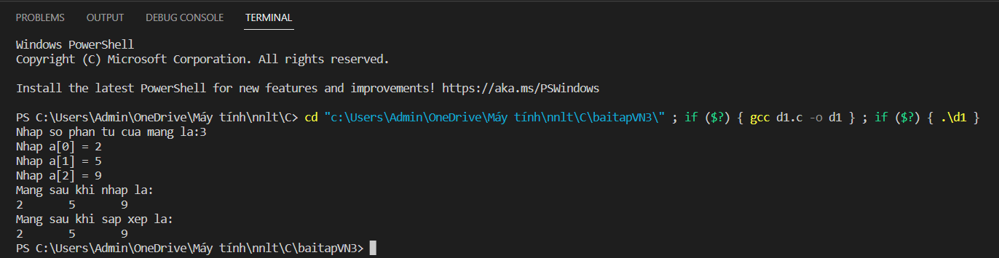 PROBLEMS OUTPUT DEBUG CONSOLE TERMINAL
Windows PowerShell
Copyright (C) Microsoft Corporation. All rights reserved.
Install the latest PowerShell for new features and improvements! https://aka.ms/PSWindows
PS C:\Users\Admin\OneDrive\Máy tính\nnlt\C> cd "c:\Users\Admin\OneDrive\Máy tính\nnlt\C\baitapVN3\" ; if ($?) { gcc d1.c -o d1 } ; if ($?) { .\d1 }
Nhap so phan tu cua mang la:3
Nhap a[0] = 2
Nhap a[1] = 5
Nhap a[2] = 9
Mang sau khi nhap la:
2 5 9
Mang sau khi sap xep la:
2 5 9
PS C:\Users\Admin\OneDrive\Máy tính\nnlt\C\baitapVN3>